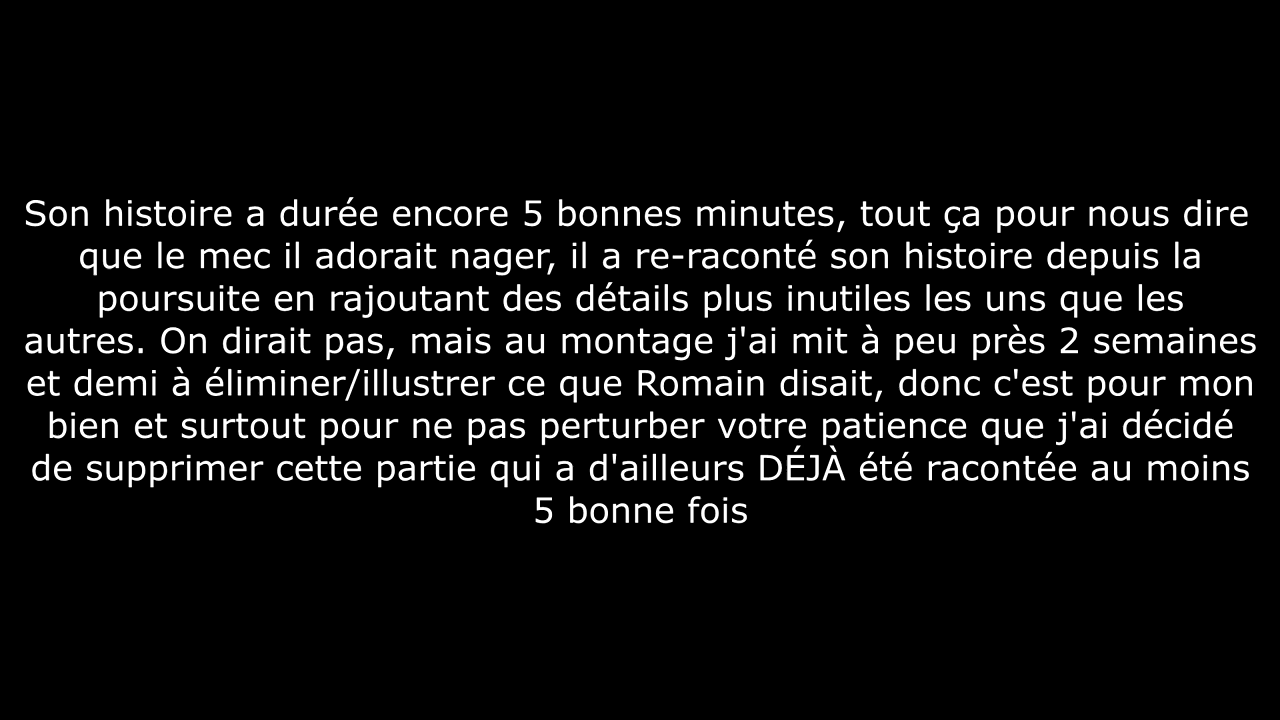 Son histoire a durée encore 5 bonnes minutes, tout ça pour nous dire
que le mec il adorait nager, il a re-raconté son histoire depuis la
poursuite en rajoutant des détails plus inutiles les uns que les
autres. On dirait pas, mais au montage j'ai mit à peu près 2 semaines
et demi à éliminer/illustrer ce que Romain disait, donc c'est pour mon
bien et surtout pour ne pas perturber votre patience que j'ai décidé
de supprimer cette partie qui a d'ailleurs DÉJÀ été racontée au moins
5 bonne fois